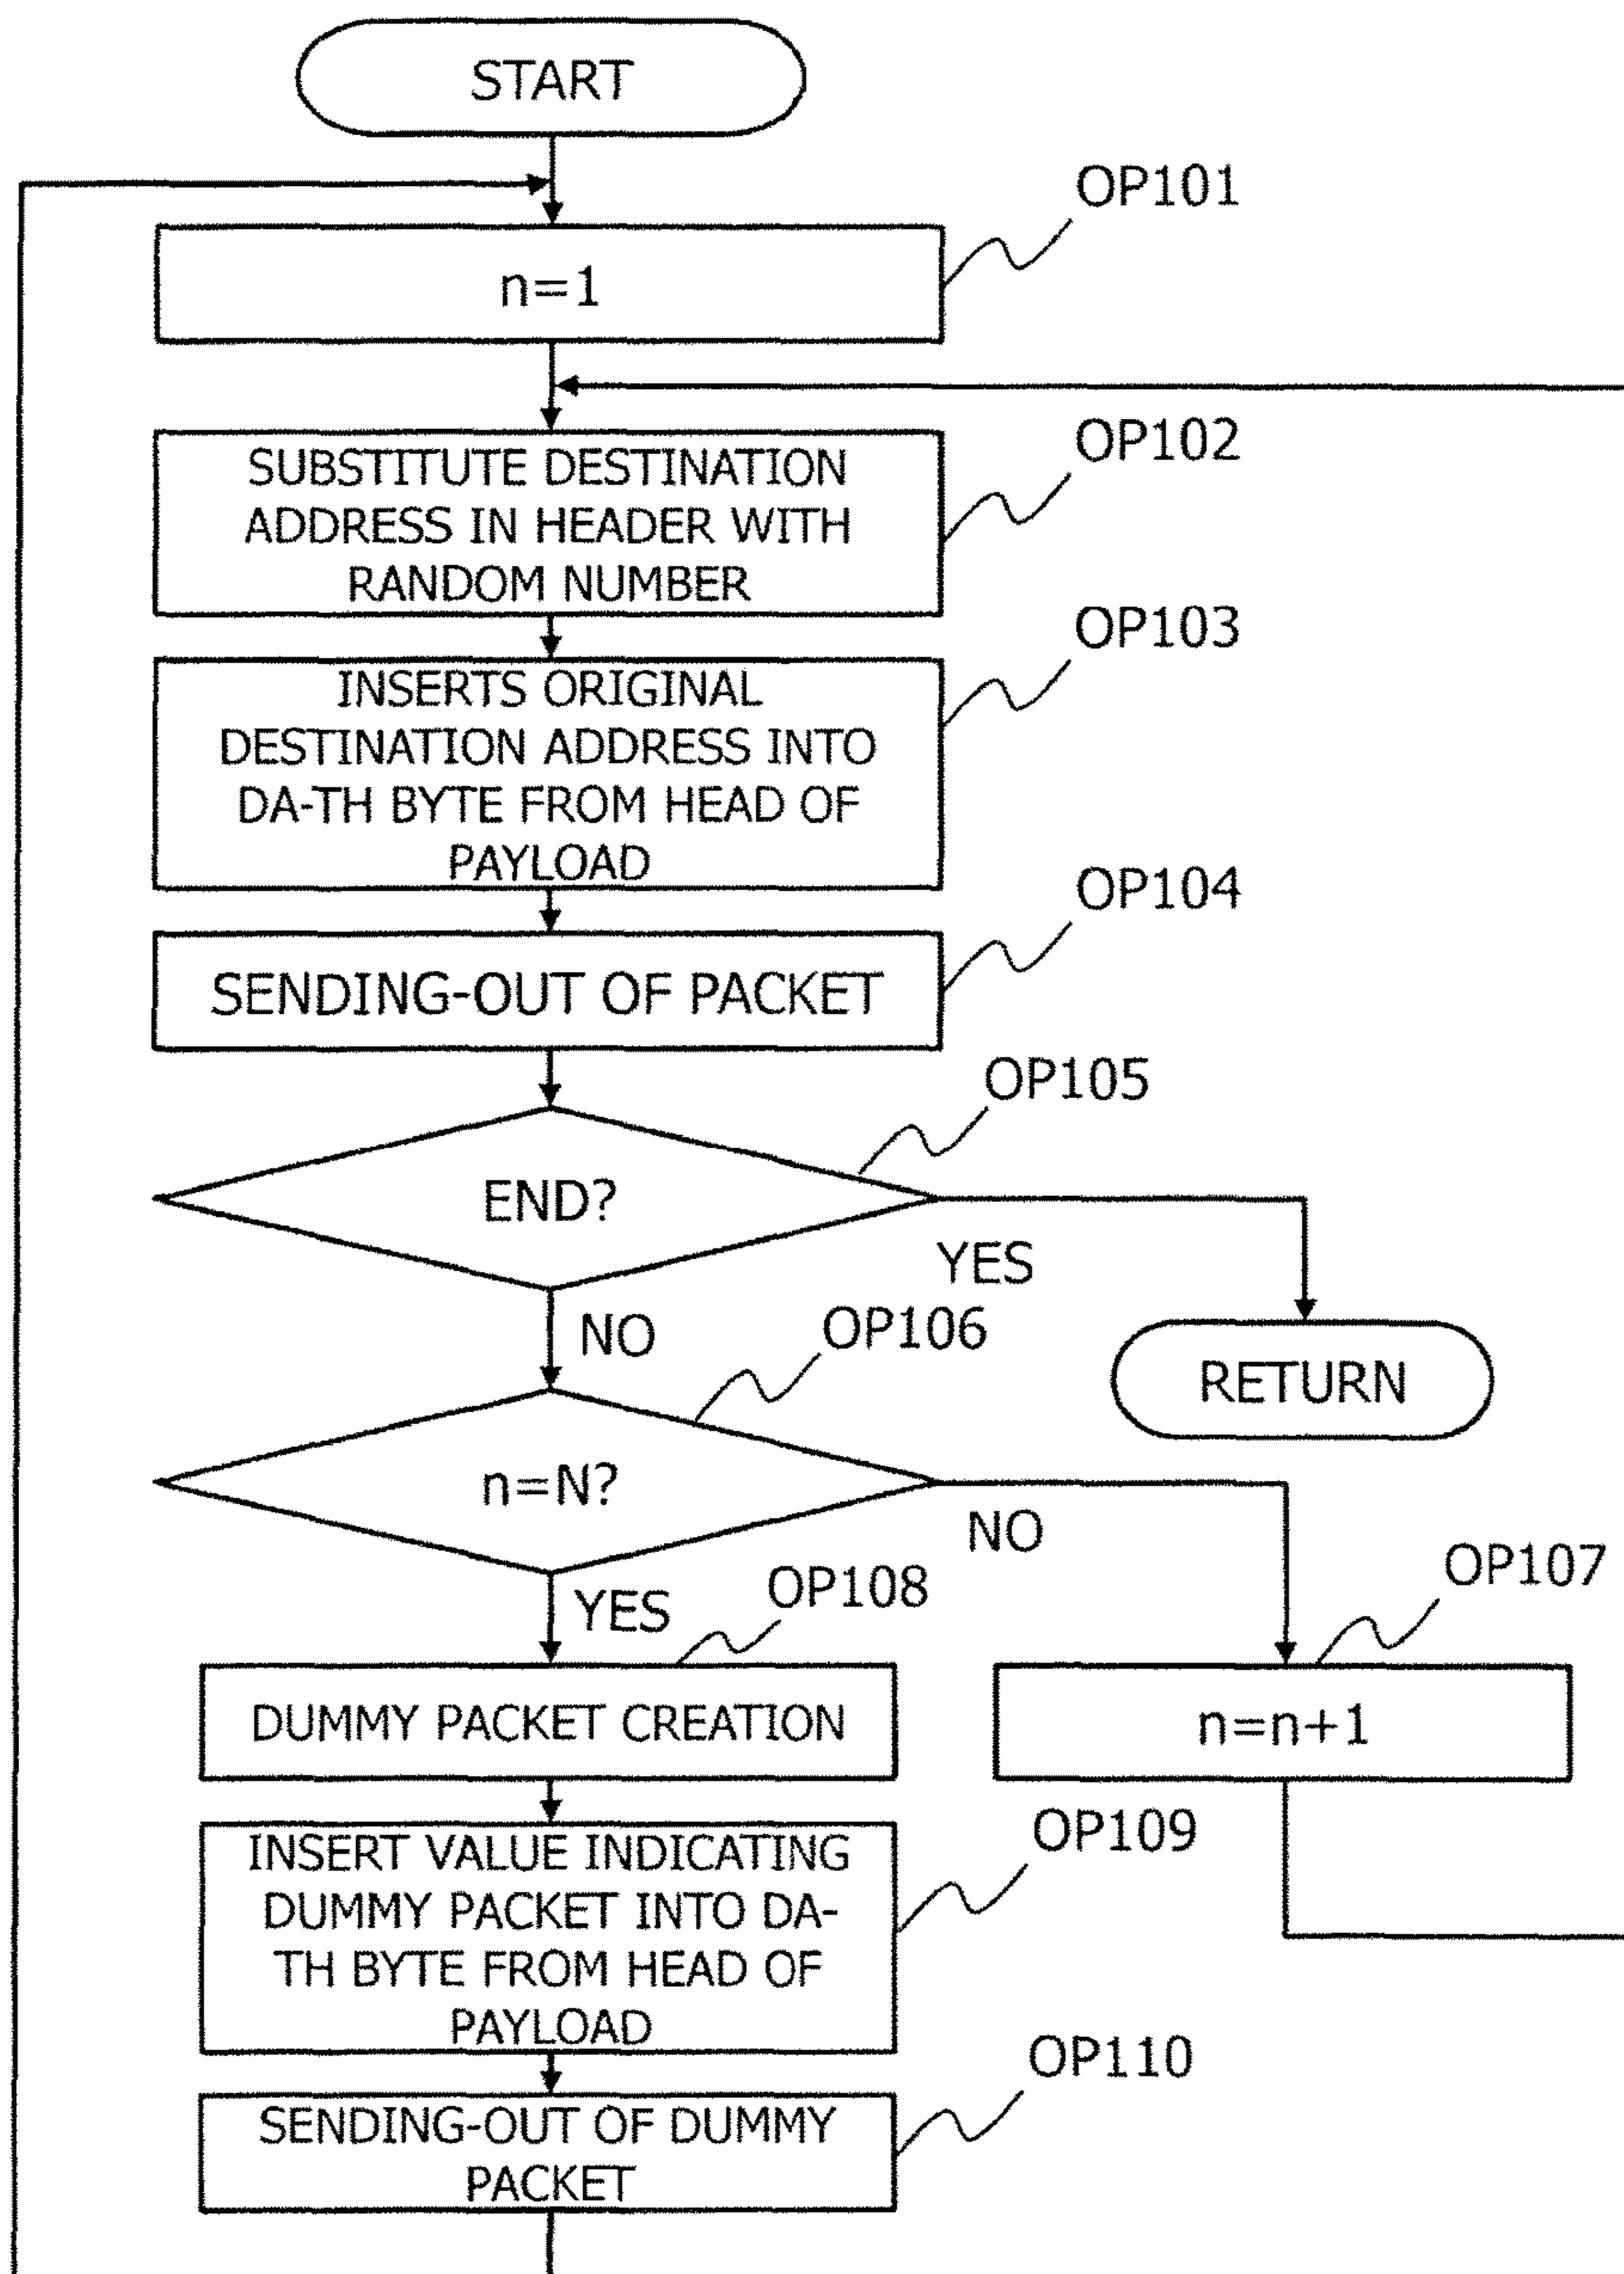 START
OP101
n=1
OP102
SUBSTITUTE DESTINATION
ADDRESS IN HEADER WITH
RANDOM NUMBER
OP103
INSERTS ORIGINAL
DESTINATION ADDRESS INTO
DA-TH BYTE FROM HEAD OF
PAYLOAD
OP104
SENDING-OUT OF PACKET
OP105
END?
YES
NO
OP106
RETURN
n=N?
NO
OP107
YES
OP108
DUMMY PACKET CREATION
n=n+1
OP109
INSERT VALUE INDICATING
DUMMY PACKET INTO DA-
TH BYTE FROM HEAD OF
PAYLOAD
OP110
SENDING-OUT OF DUMMY
PACKET